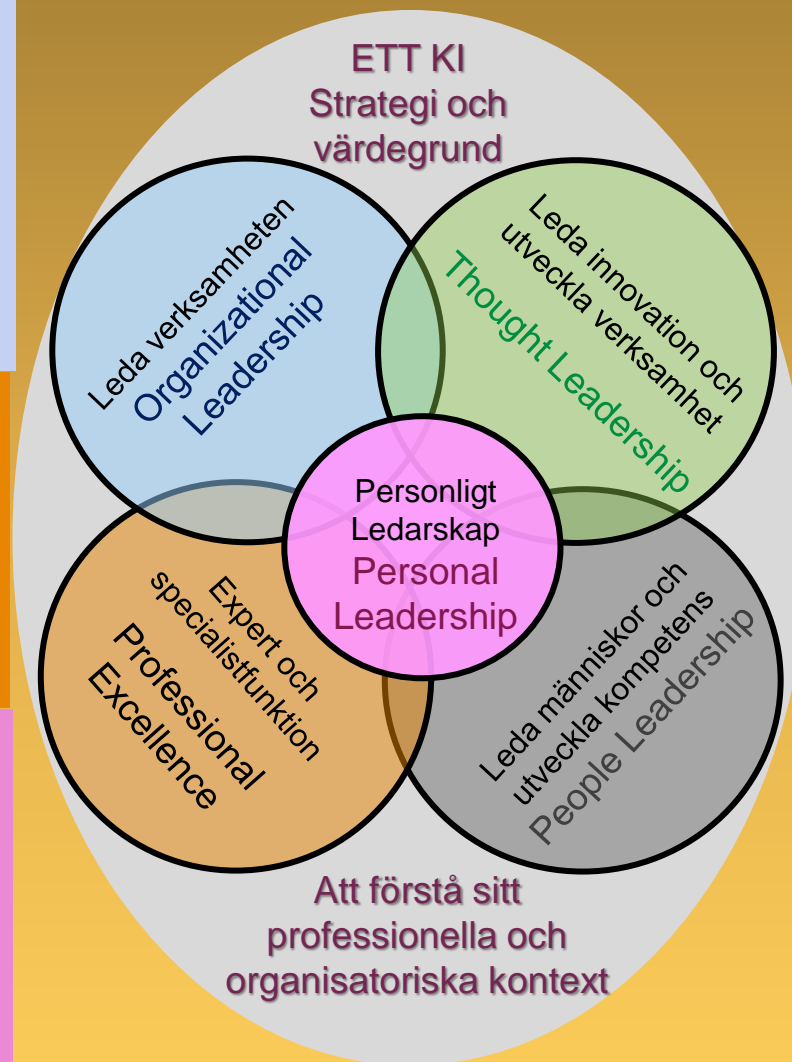 ETT KI
Strategi och
värdegrund
Leda verksamheten
Organizational
Leadership
Leda innovation och
utveckla verksamhet
Thought Leadership
Personligt
Ledarskap
Personal
Leadership
Expert och
specialistfunktion
Professional
Excellence
Leda människor och
utveckla kompetens
People Leadership
Att förstå sitt
professionella och
organisatoriska kontext